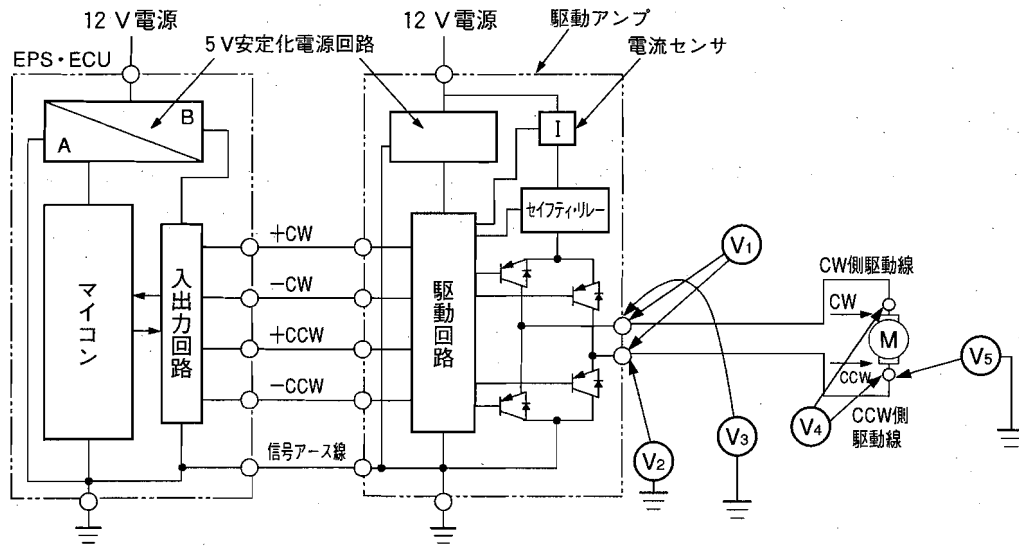 12 V電源
5V安定化電源回路
EPS・ECU
A
B
マイコン
入出力回路
+CW
-CW
+CCW
-CCW
信号アース線
12 V電源
駆動アンプ
電流センサ
I
セイフティ・リレー
駆動回路
V1
V2
V3
CW側駆動線
CW
M
CCW
V4
V5
CCW側
駆動線